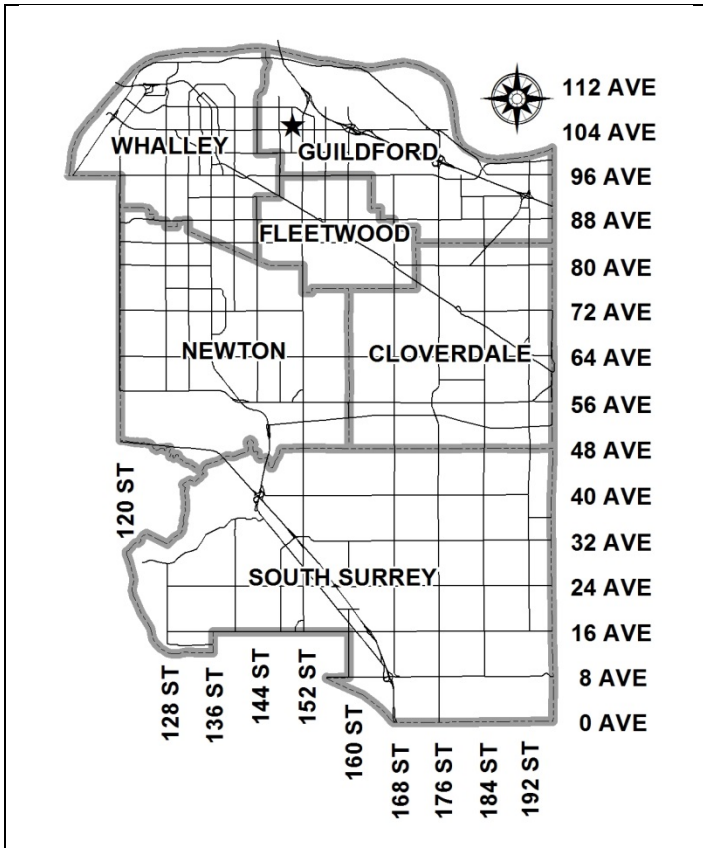 112 AVE
104 AVE
WHALLEY
GUILDFORD
96 AVE
88 AVE
FLEETWOOD
80 AVE
72 AVE
NEWTON
CLOVERDALE
64 AVE
56 AVE
48 AVE
120 ST
40 AVE
32 AVE
SOUTH SURREY
24 AVE
16 AVE
128 ST
136 ST
144 ST
152 ST
160 ST
8 AVE
0 AVE
168 ST
176 ST
184 ST
192 ST